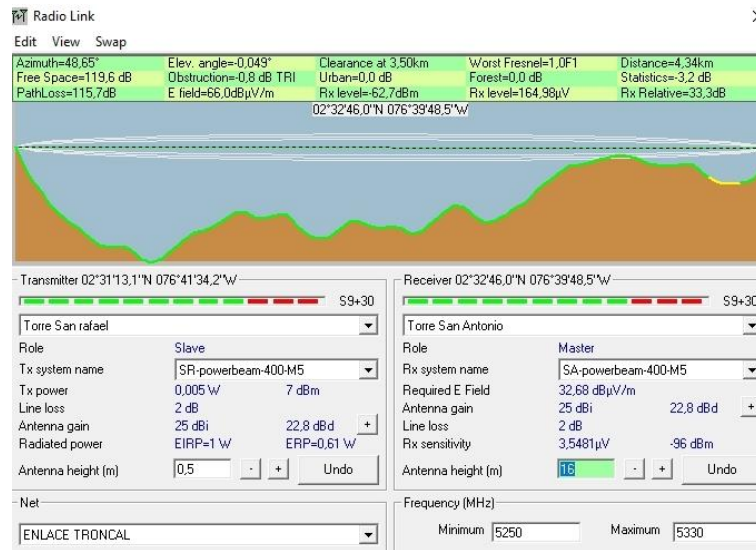 Radio Link
Edit View Swap
Azimuth=48,65° Elev. angle=-0,049° Clearance at 3,50km Worst Fresnel=1,0F1 Distance=4,34km
Free Space=119,6 dB Obstruction=-0,8 dB TRI Urban=0,0 dB Forest=0,0 dB Statistics=-3,2 dB
PathLoss=115,7dB E field=66,0dBµV/m Rx level=-62,7dBm Rx level=164,98µV Rx Relative=33,3dB
02°32'46,0''N 076°39'48,5''W
Transmitter 02°31'13,1''N 076°41'34,2''W
S9+30
Torre San rafael
Role Slave
Tx system name SR-powerbeam-400-M5
Tx power 0,005 W 7 dBm
Line loss 2 dB
Antenna gain 25 dBi 22,8 dBd +
Radiated power EIRP=1 W ERP=0,61 W
Antenna height (m) 0,5 - + Undo
Net
ENLACE TRONCAL
Receiver 02°32'46,0''N 076°39'48,5''W
S9+30
Torre San Antonio
Role Master
Rx system name SA-powerbeam-400-M5
Required E Field 32,68 dBµV/m
Antenna gain 25 dBi 22,8 dBd +
Line loss 2 dB
Rx sensitivity 3,5481µV -96 dBm
Antenna height (m) 16 - + Undo
Frequency (MHz)
Minimum 5250 Maximum 5330